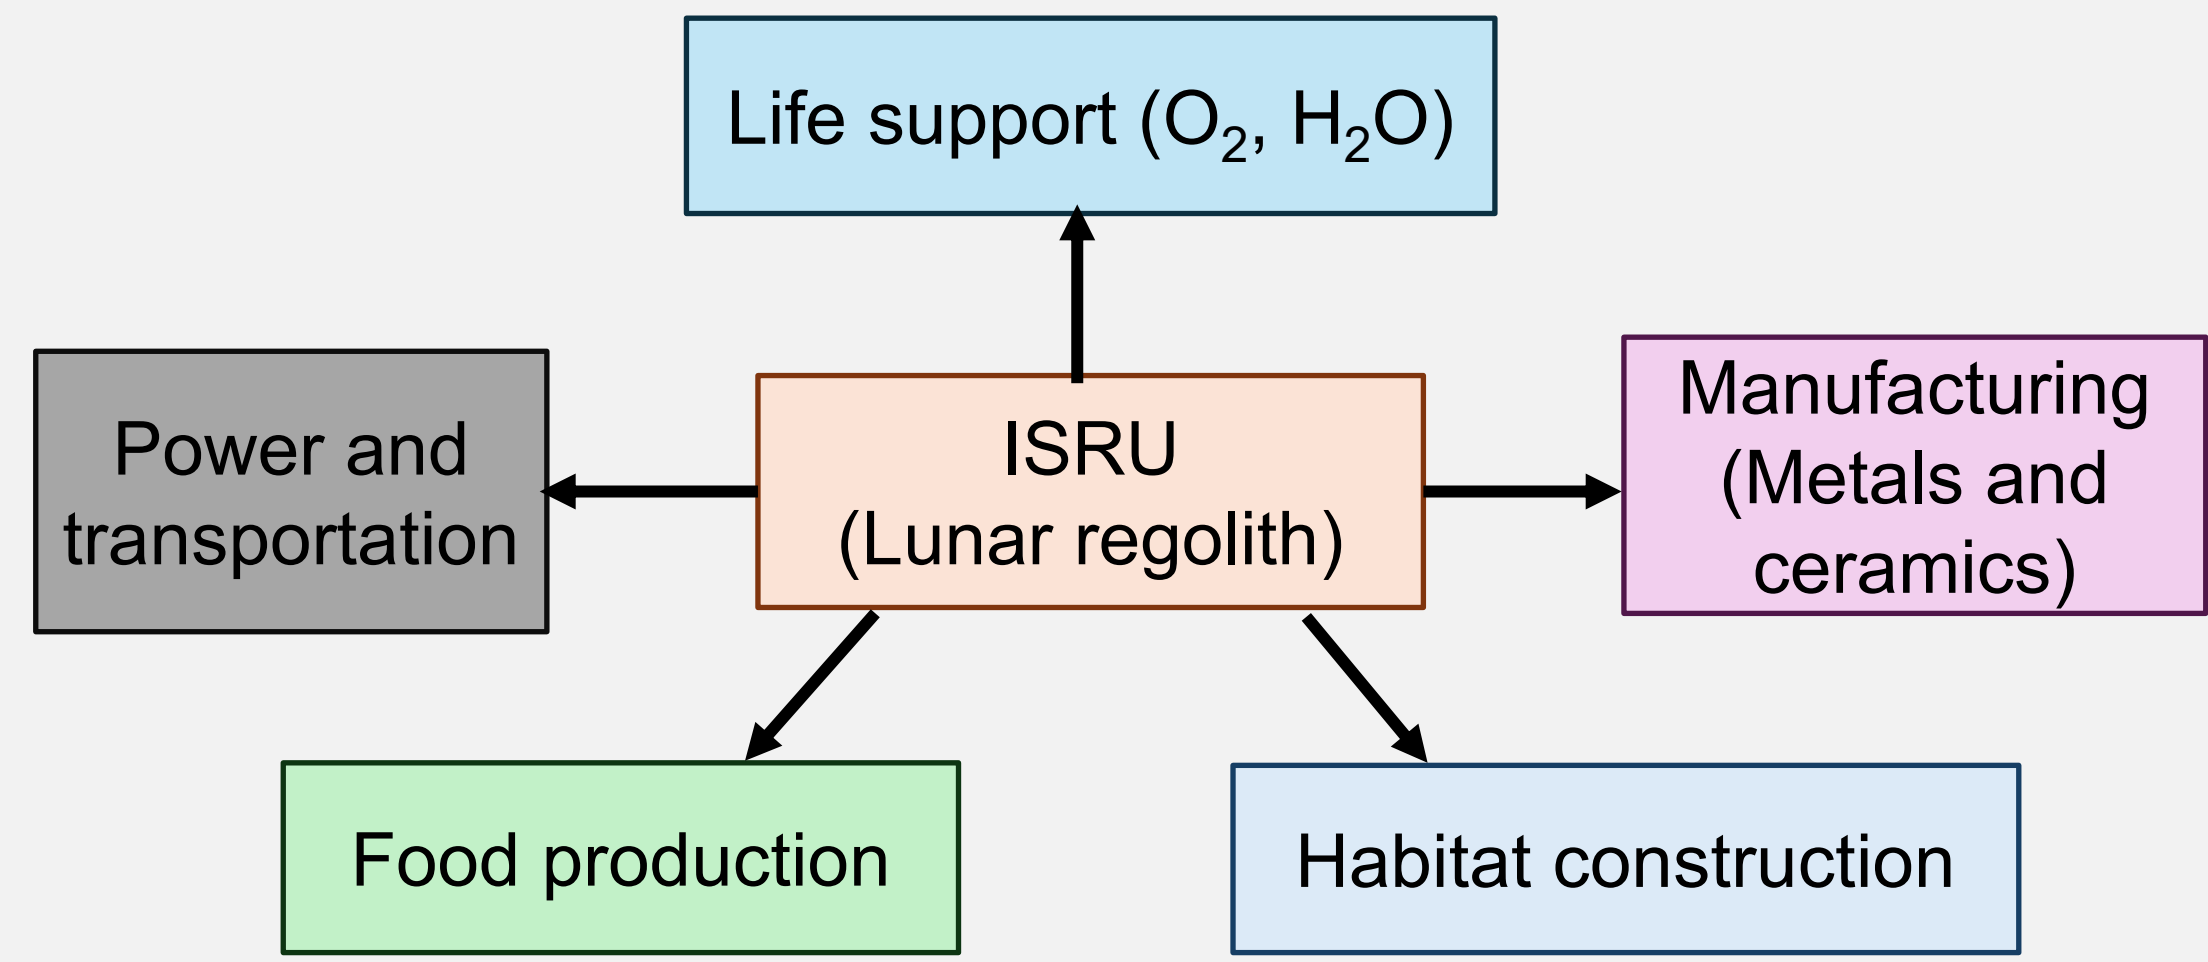 Life support (O₂, H₂O)
Power and
transportation
ISRU
(Lunar regolith)
Manufacturing
(Metals and
ceramics)
Food production
Habitat construction